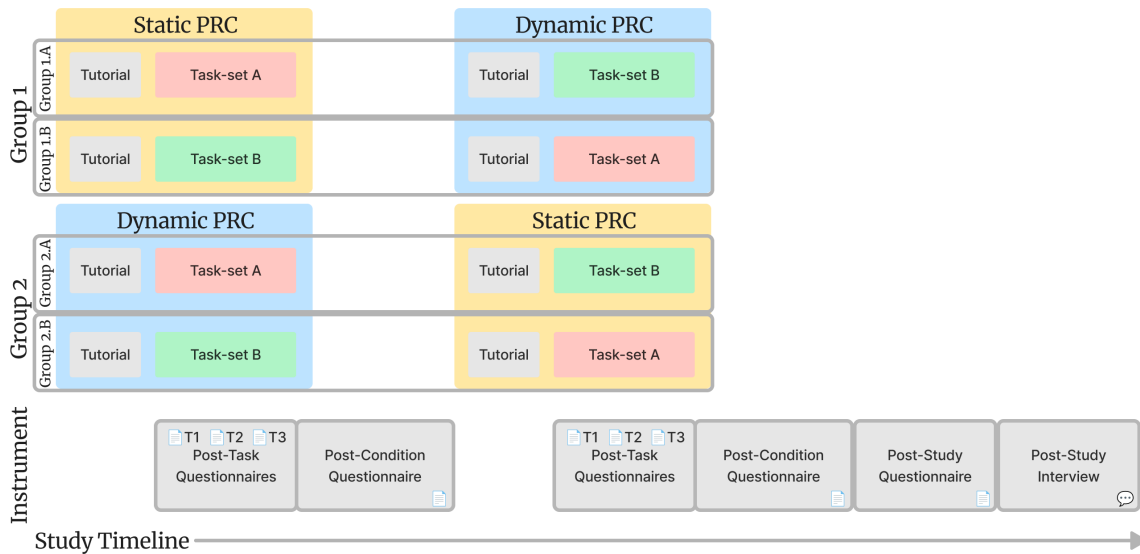 Static PRC
Dynamic PRC
Group 1
Group 1.A
Tutorial
Task-set A
Tutorial
Task-set B
Group 1.B
Tutorial
Task-set B
Tutorial
Task-set A
Dynamic PRC
Static PRC
Group 2
Group 2.A
Tutorial
Task-set A
Tutorial
Task-set B
Group 2.B
Tutorial
Task-set B
Tutorial
Task-set A
Instrument
T1 T2 T3
Post-Task
Questionnaires
Post-Condition
Questionnaire
T1 T2 T3
Post-Task
Questionnaires
Post-Condition
Questionnaire
Post-Study
Questionnaire
Post-Study
Interview
Study Timeline